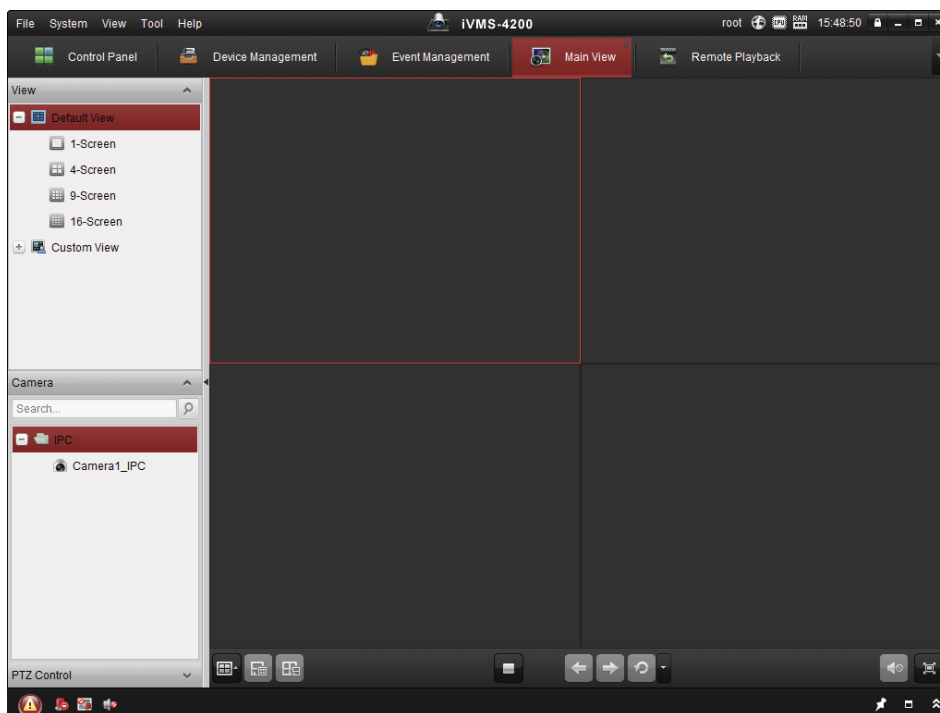 File System View Tool Help iVMS-4200 root CPU RAM 15:48:50
Control Panel Device Management Event Management Main View Remote Playback
View
Default View
1-Screen
4-Screen
9-Screen
16-Screen
Custom View
Camera
Search...
IPC
Camera1_IPC
PTZ Control